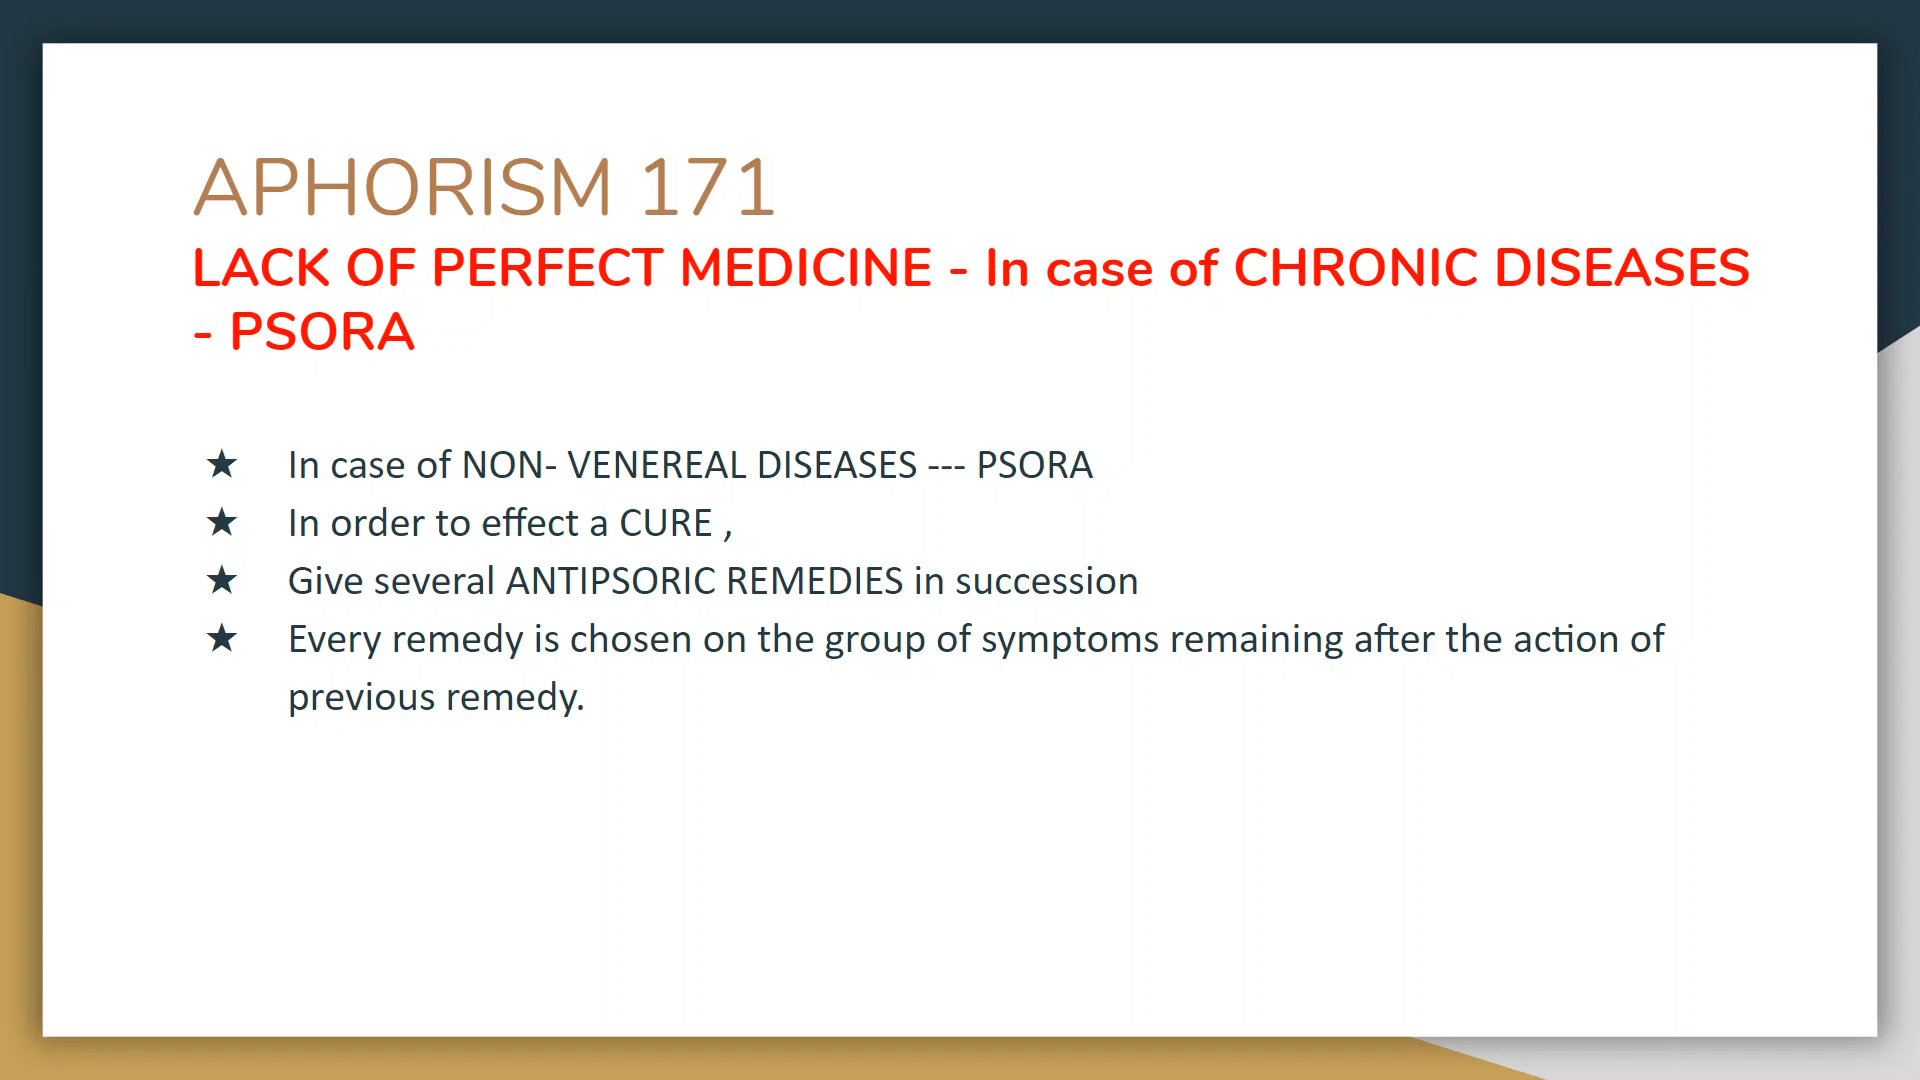 APHORISM 171
LACK OF PERFECT MEDICINE - In case of CHRONIC DISEASES
- PSORA
★ In case of NON- VENEREAL DISEASES --- PSORA
★ In order to effect a CURE ,
★ Give several ANTIPSORIC REMEDIES in succession
★ Every remedy is chosen on the group of symptoms remaining after the action of
previous remedy.